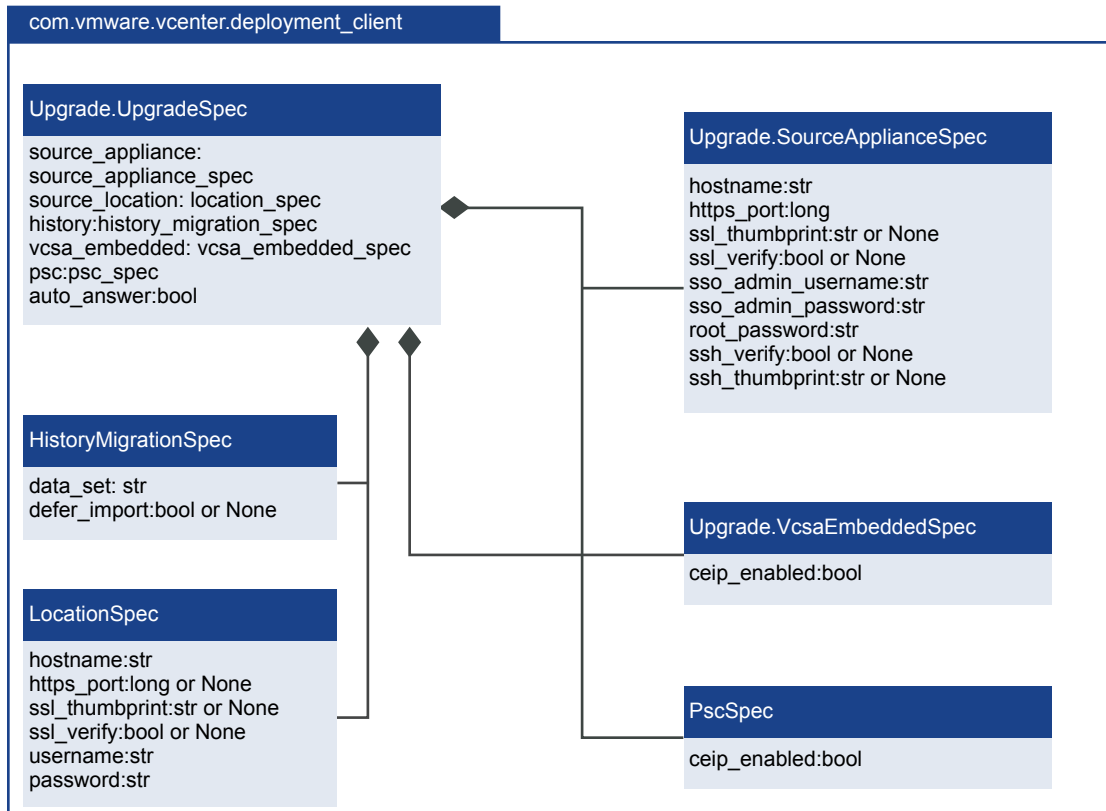 com.vmware.vcenter.deployment_client
Upgrade.UpgradeSpec
source_appliance:
source_appliance_spec
source_location: location_spec
history:history_migration_spec
vcsa_embedded: vcsa_embedded_spec
psc:psc_spec
auto_answer:bool
Upgrade.SourceApplianceSpec
hostname:str
https_port:long
ssl_thumbprint:str or None
ssl_verify:bool or None
sso_admin_username:str
sso_admin_password:str
root_password:str
ssh_verify:bool or None
ssh_thumbprint:str or None
HistoryMigrationSpec
data_set: str
defer_import:bool or None
Upgrade.VcsaEmbeddedSpec
ceip_enabled:bool
LocationSpec
hostname:str
https_port:long or None
ssl_thumbprint:str or None
ssl_verify:bool or None
username:str
password:str
PscSpec
ceip_enabled:bool